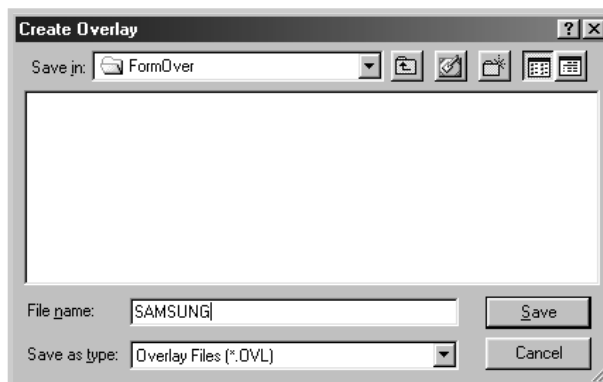 Create Overlay
Save in: FormOver
File name: SAMSUNG
Save
Save as type: Overlay Files (*.OVL)
Cancel